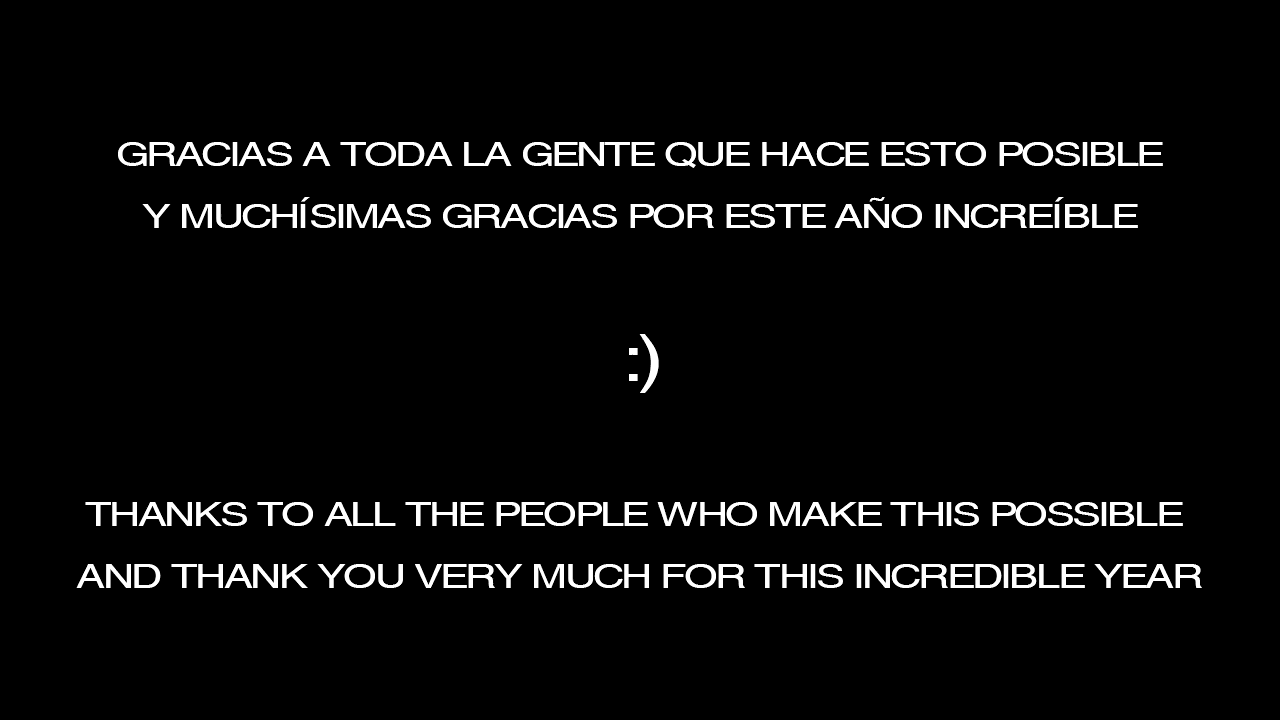 GRACIAS A TODA LA GENTE QUE HACE ESTO POSIBLE
Y MUCHÍSIMAS GRACIAS POR ESTE AÑO INCREÍBLE
:)
THANKS TO ALL THE PEOPLE WHO MAKE THIS POSSIBLE
AND THANK YOU VERY MUCH FOR THIS INCREDIBLE YEAR